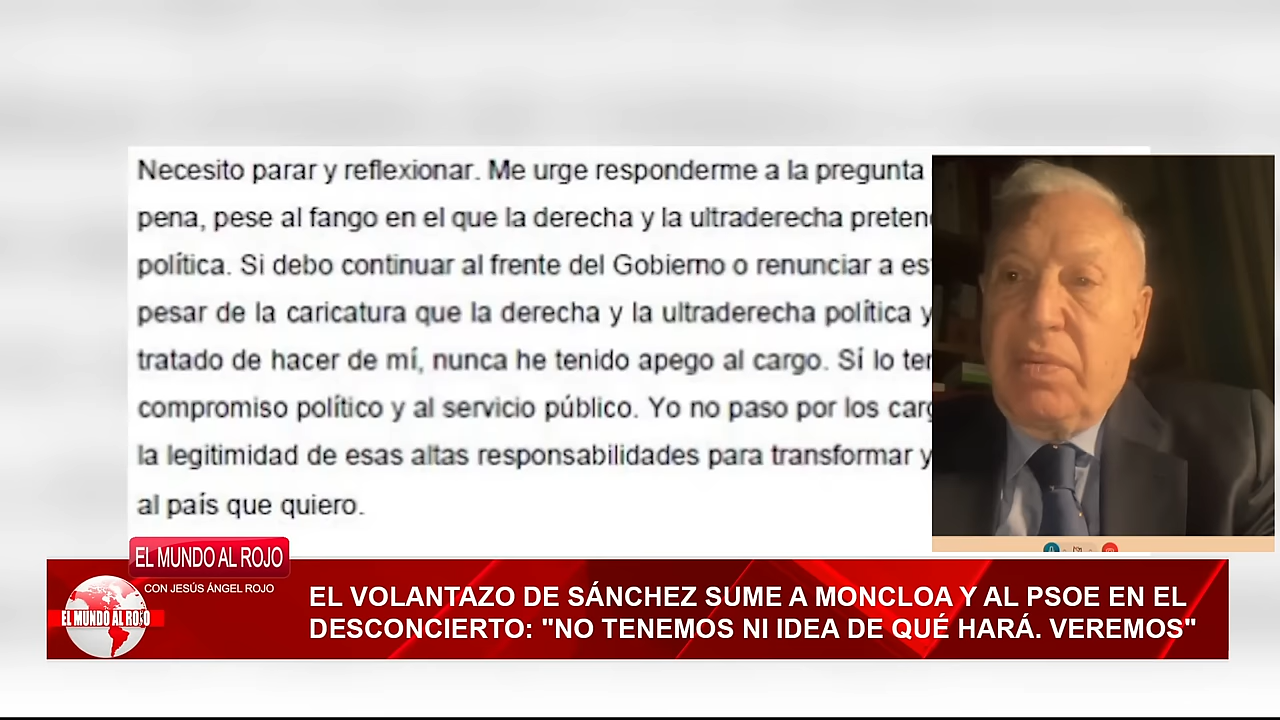 Necesito parar y reflexionar. Me urge responderme a la pregunta
pena, pese al fango en el que la derecha y la ultraderecha
política. Si debo continuar al frente del Gobierno o renunciar a
pesar de la caricatura que la derecha y la ultraderecha política y
tratado de hacer de mí, nunca he tenido apego al cargo. Sí lo
compromiso político y al servicio público. Yo no paso por los
la legitimidad de esas altas responsabilidades para transformar y
al país que quiero.
EL MUNDO AL ROJO
CON JESÚS ÁNGEL ROJO
EL MUNDO AL ROJO
EL VOLANTAZO DE SÁNCHEZ SUME A MONCLOA Y AL PSOE EN EL
DESCONCIERTO: "NO TENEMOS NI IDEA DE QUÉ HARÁ. VEREMOS"